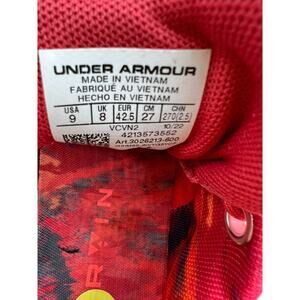 UNDER ARMOUR
MADE IN VIETNAM
FABRIQUÉ AU VIETNAM
HECHO EN VIETNAM
USA UK EUR CM CHN
9 8 42.5 27 270(2.5)
VCVN2 10/22
4213573552
Art.3026213-600